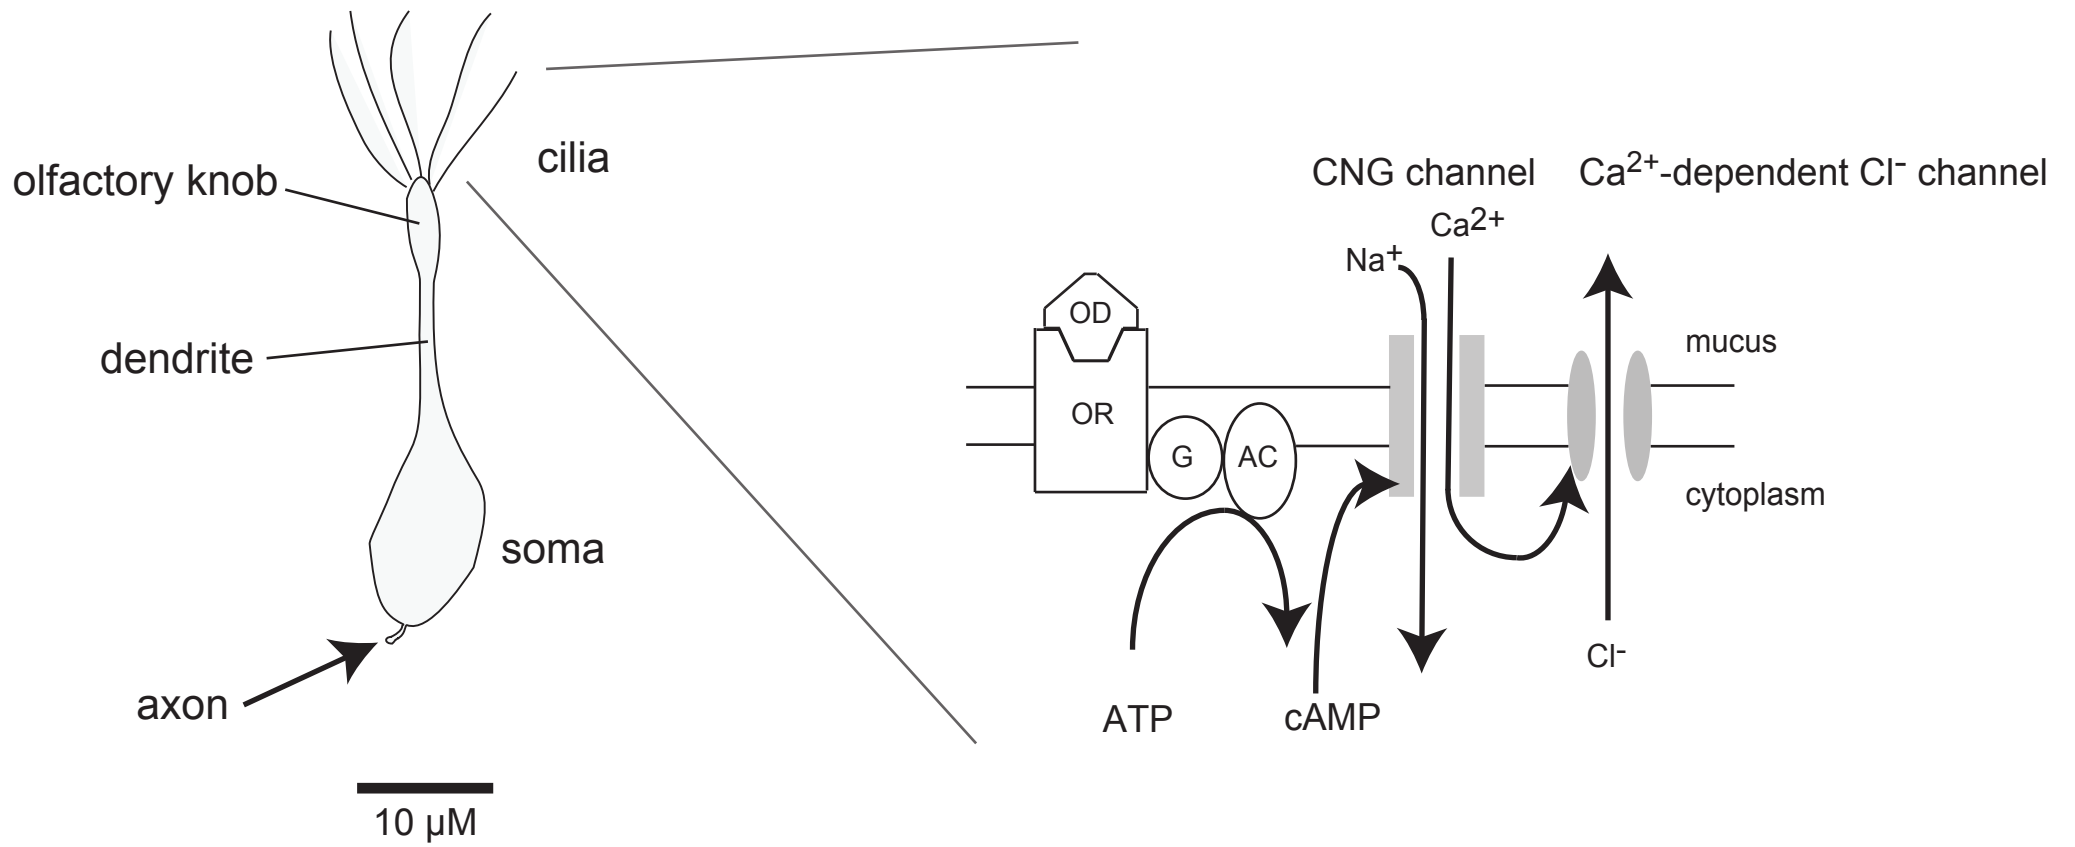 cilia
olfactory knob
dendrite
soma
axon
10 µM
CNG channel
Ca²⁺-dependent Cl⁻ channel
Ca2+
Na⁺
OD
OR
G
AC
mucus
cytoplasm
Cl⁻
ATP
cAMP